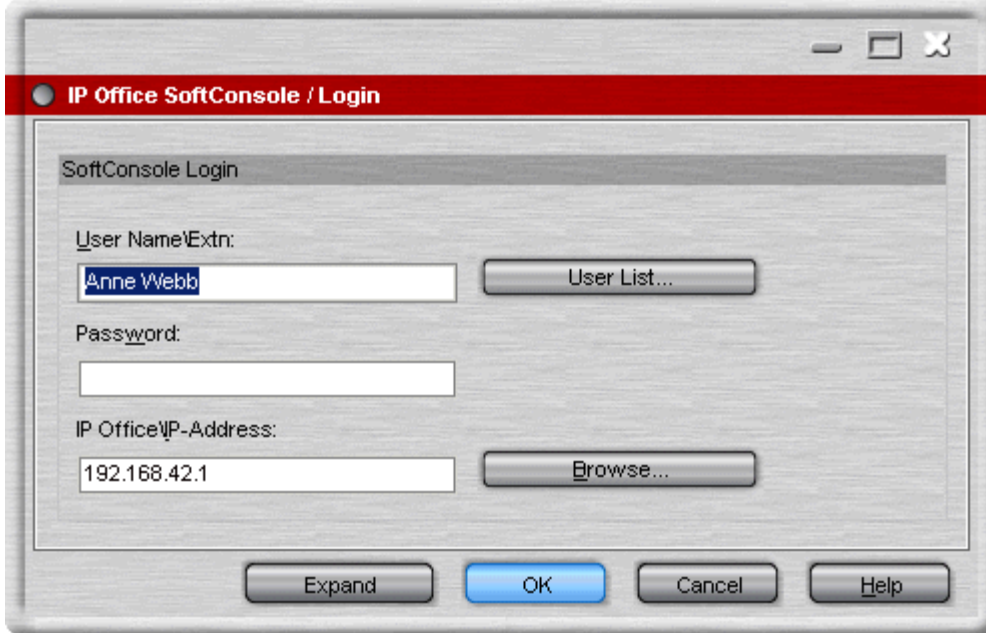 IP Office SoftConsole / Login
SoftConsole Login
User Name\Extn:
Anne Webb
User List...
Password:
IP Office\IP-Address:
192.168.42.1
Browse...
Expand
OK
Cancel
Help